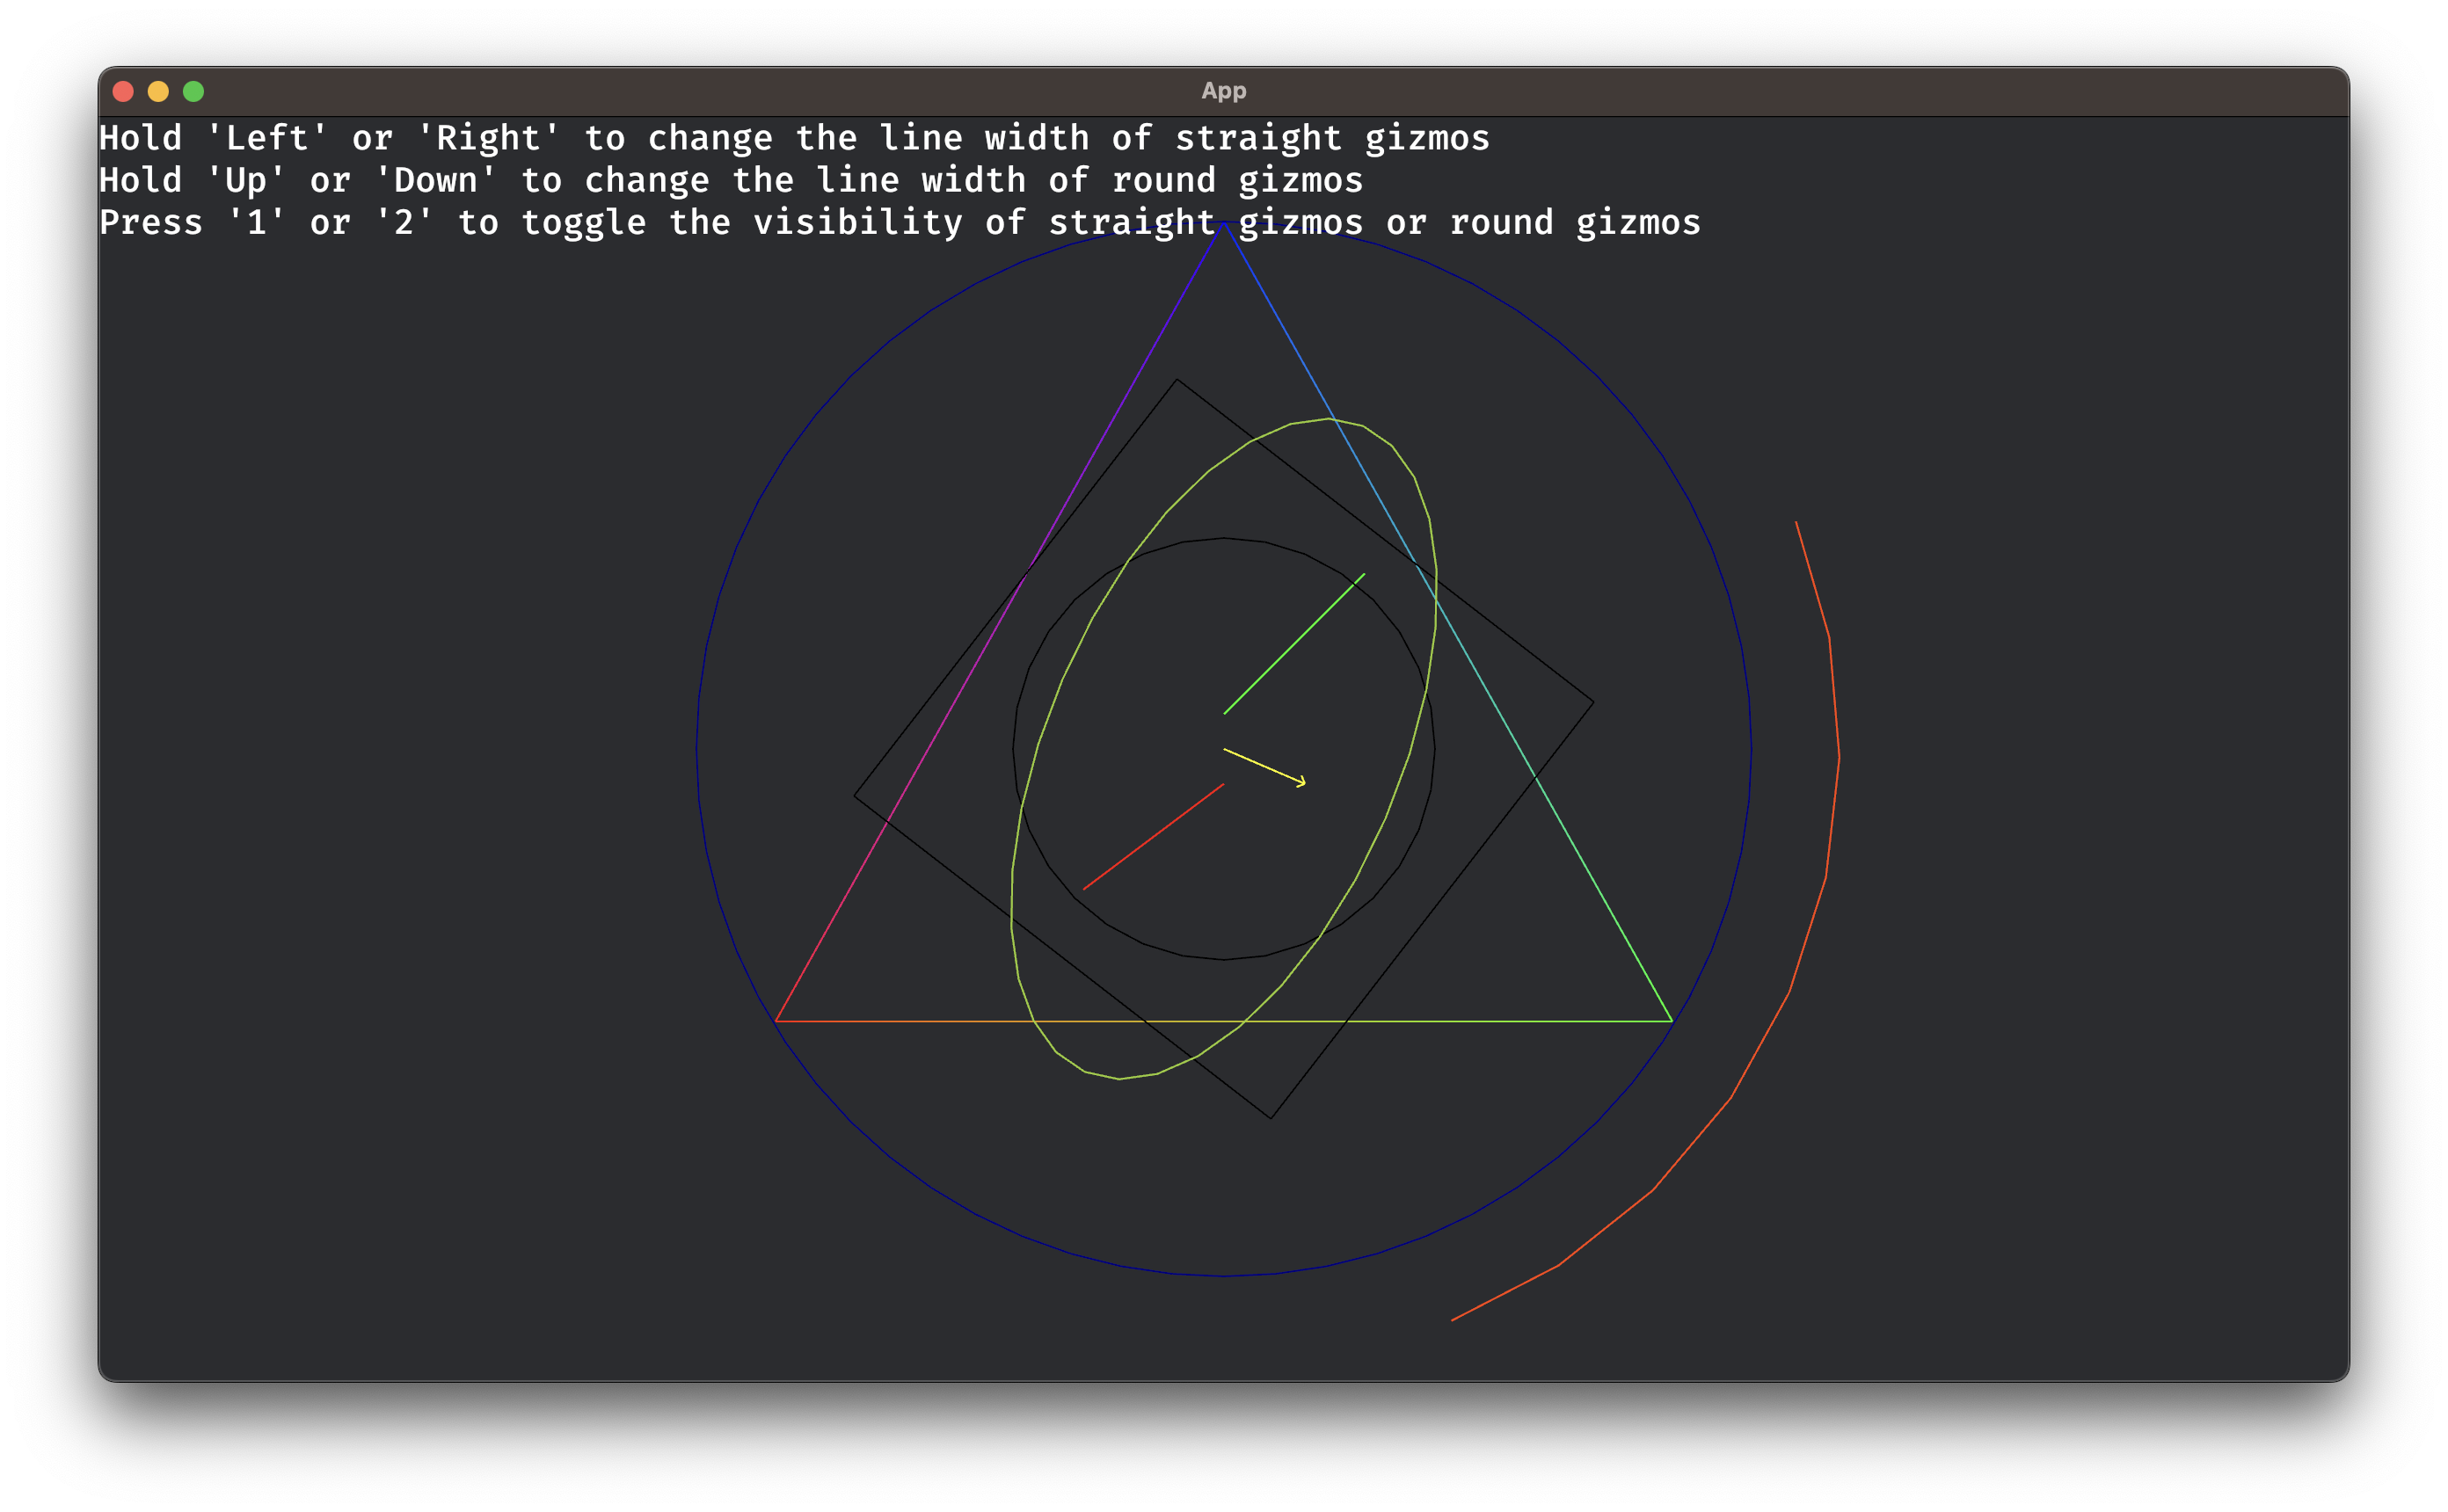 App
Hold 'Left' or 'Right' to change the line width of straight gizmos
Hold 'Up' or 'Down' to change the line width of round gizmos
Press '1' or '2' to toggle the visibility of straight gizmos or round gizmos